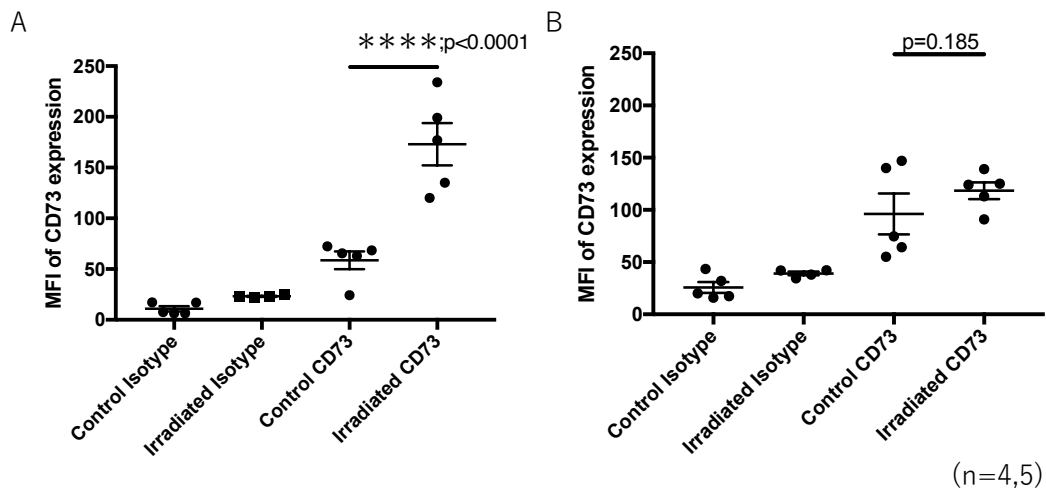 A
∗∗∗∗;p<0.0001
MFI of CD73 expression
250
200
150
100
50
0
Control Isotype
Irradiated Isotype
Control CD73
Irradiated CD73
B
p=0.185
MFI of CD73 expression
250
200
150
100
50
0
Control Isotype
Irradiated Isotype
Control CD73
Irradiated CD73
(n=4,5)